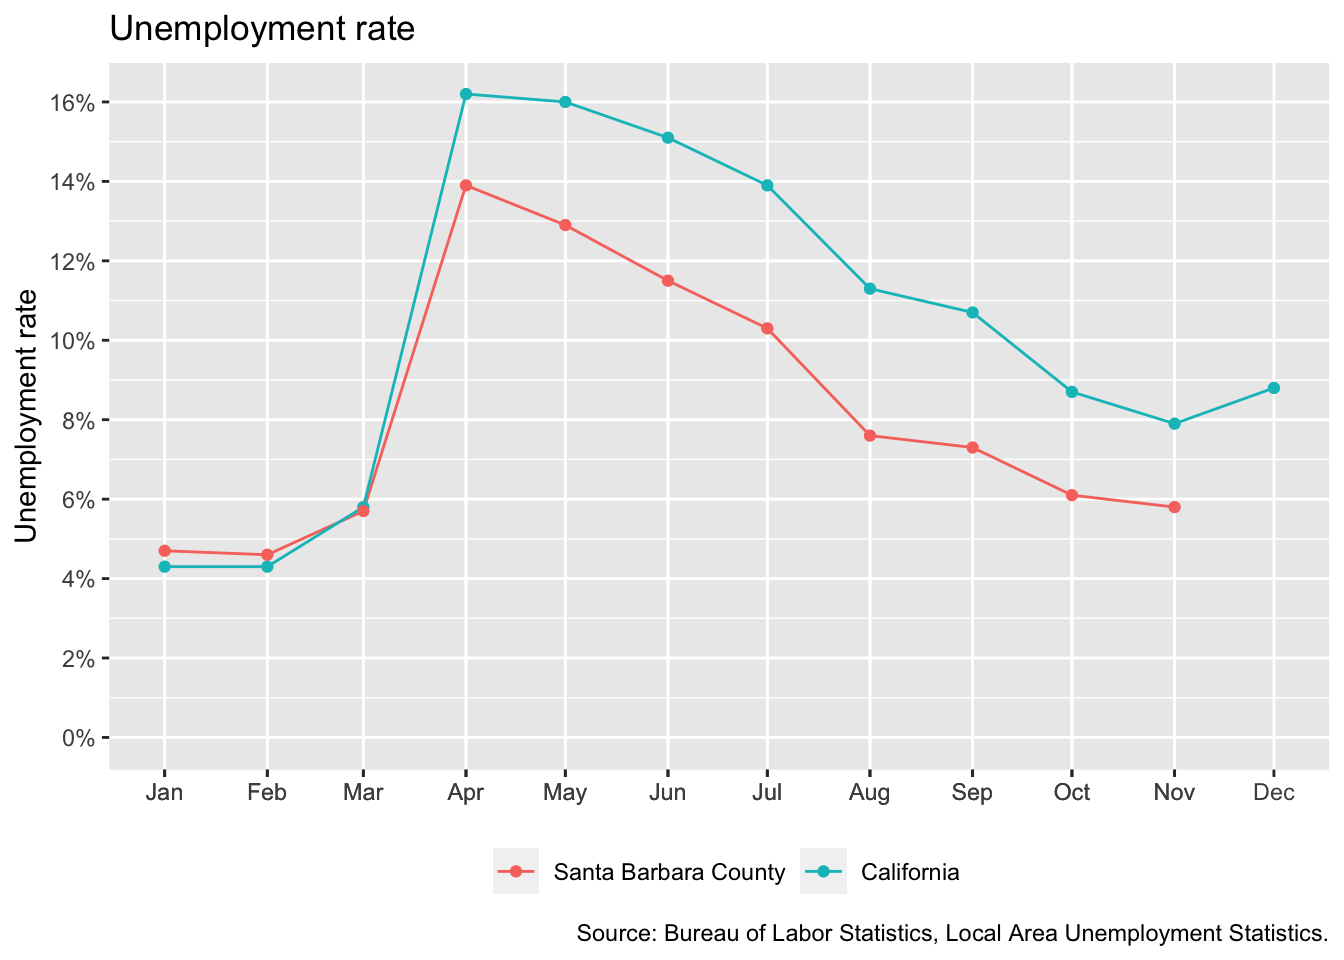 Unemployment rate
Unemployment rate
16%
14%
12%
10%
8%
6%
4%
2%
0%
Jan Feb Mar Apr May Jun Jul Aug Sep Oct Nov Dec
Santa Barbara County California
Source: Bureau of Labor Statistics, Local Area Unemployment Statistics.